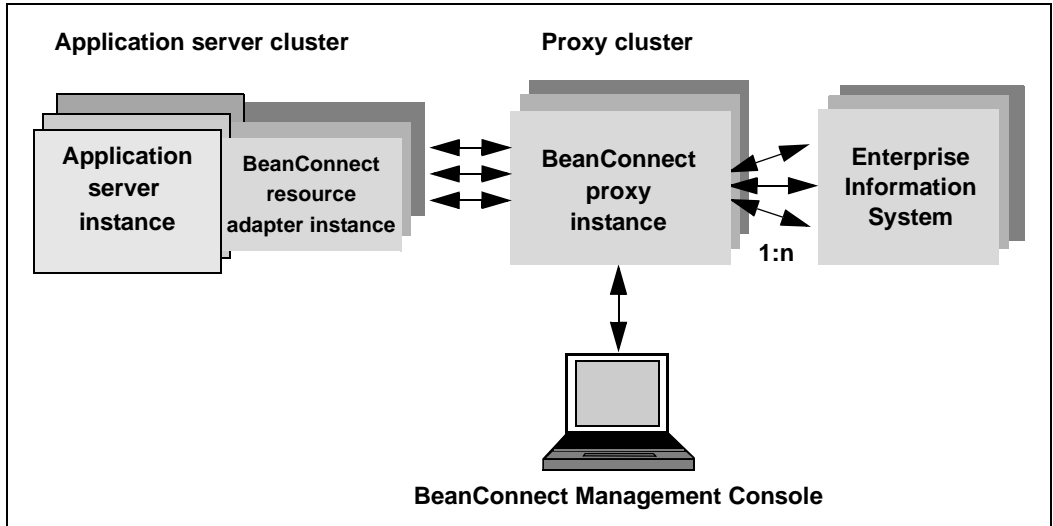 Application server cluster
Proxy cluster
Application
server
instance
BeanConnect
resource
adapter instance
BeanConnect
proxy
instance
Enterprise
Information
System
1:n
BeanConnect Management Console